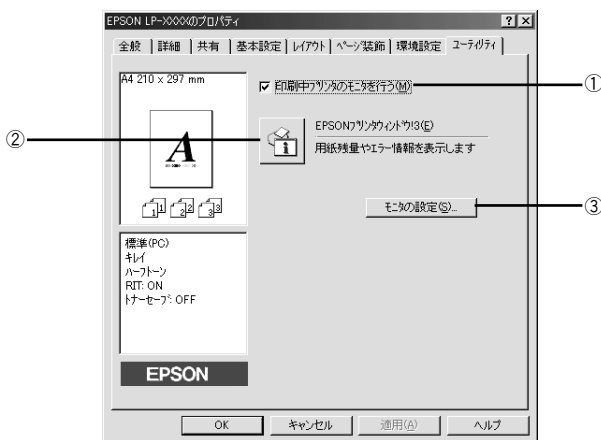 EPSON LP-XXXXのプロパティ
? ×
全般 詳細 共有 基本設定 レイアウト ページ装飾 環境設定 ユーティリティ
A4 210 x 297 mm
A
1 1 2 2 3 3
標準(PC)
キレイ
ハーフトーン
RIT: ON
トナーセーブ: OFF
EPSON
印刷中プリンタのモニタを行う(M)
①
②
EPSONプリンタウィンドウ!3(E)
用紙残量やエラー情報を表示します
モニタの設定(S)...
③
OK キャンセル 適用(A) ヘルプ